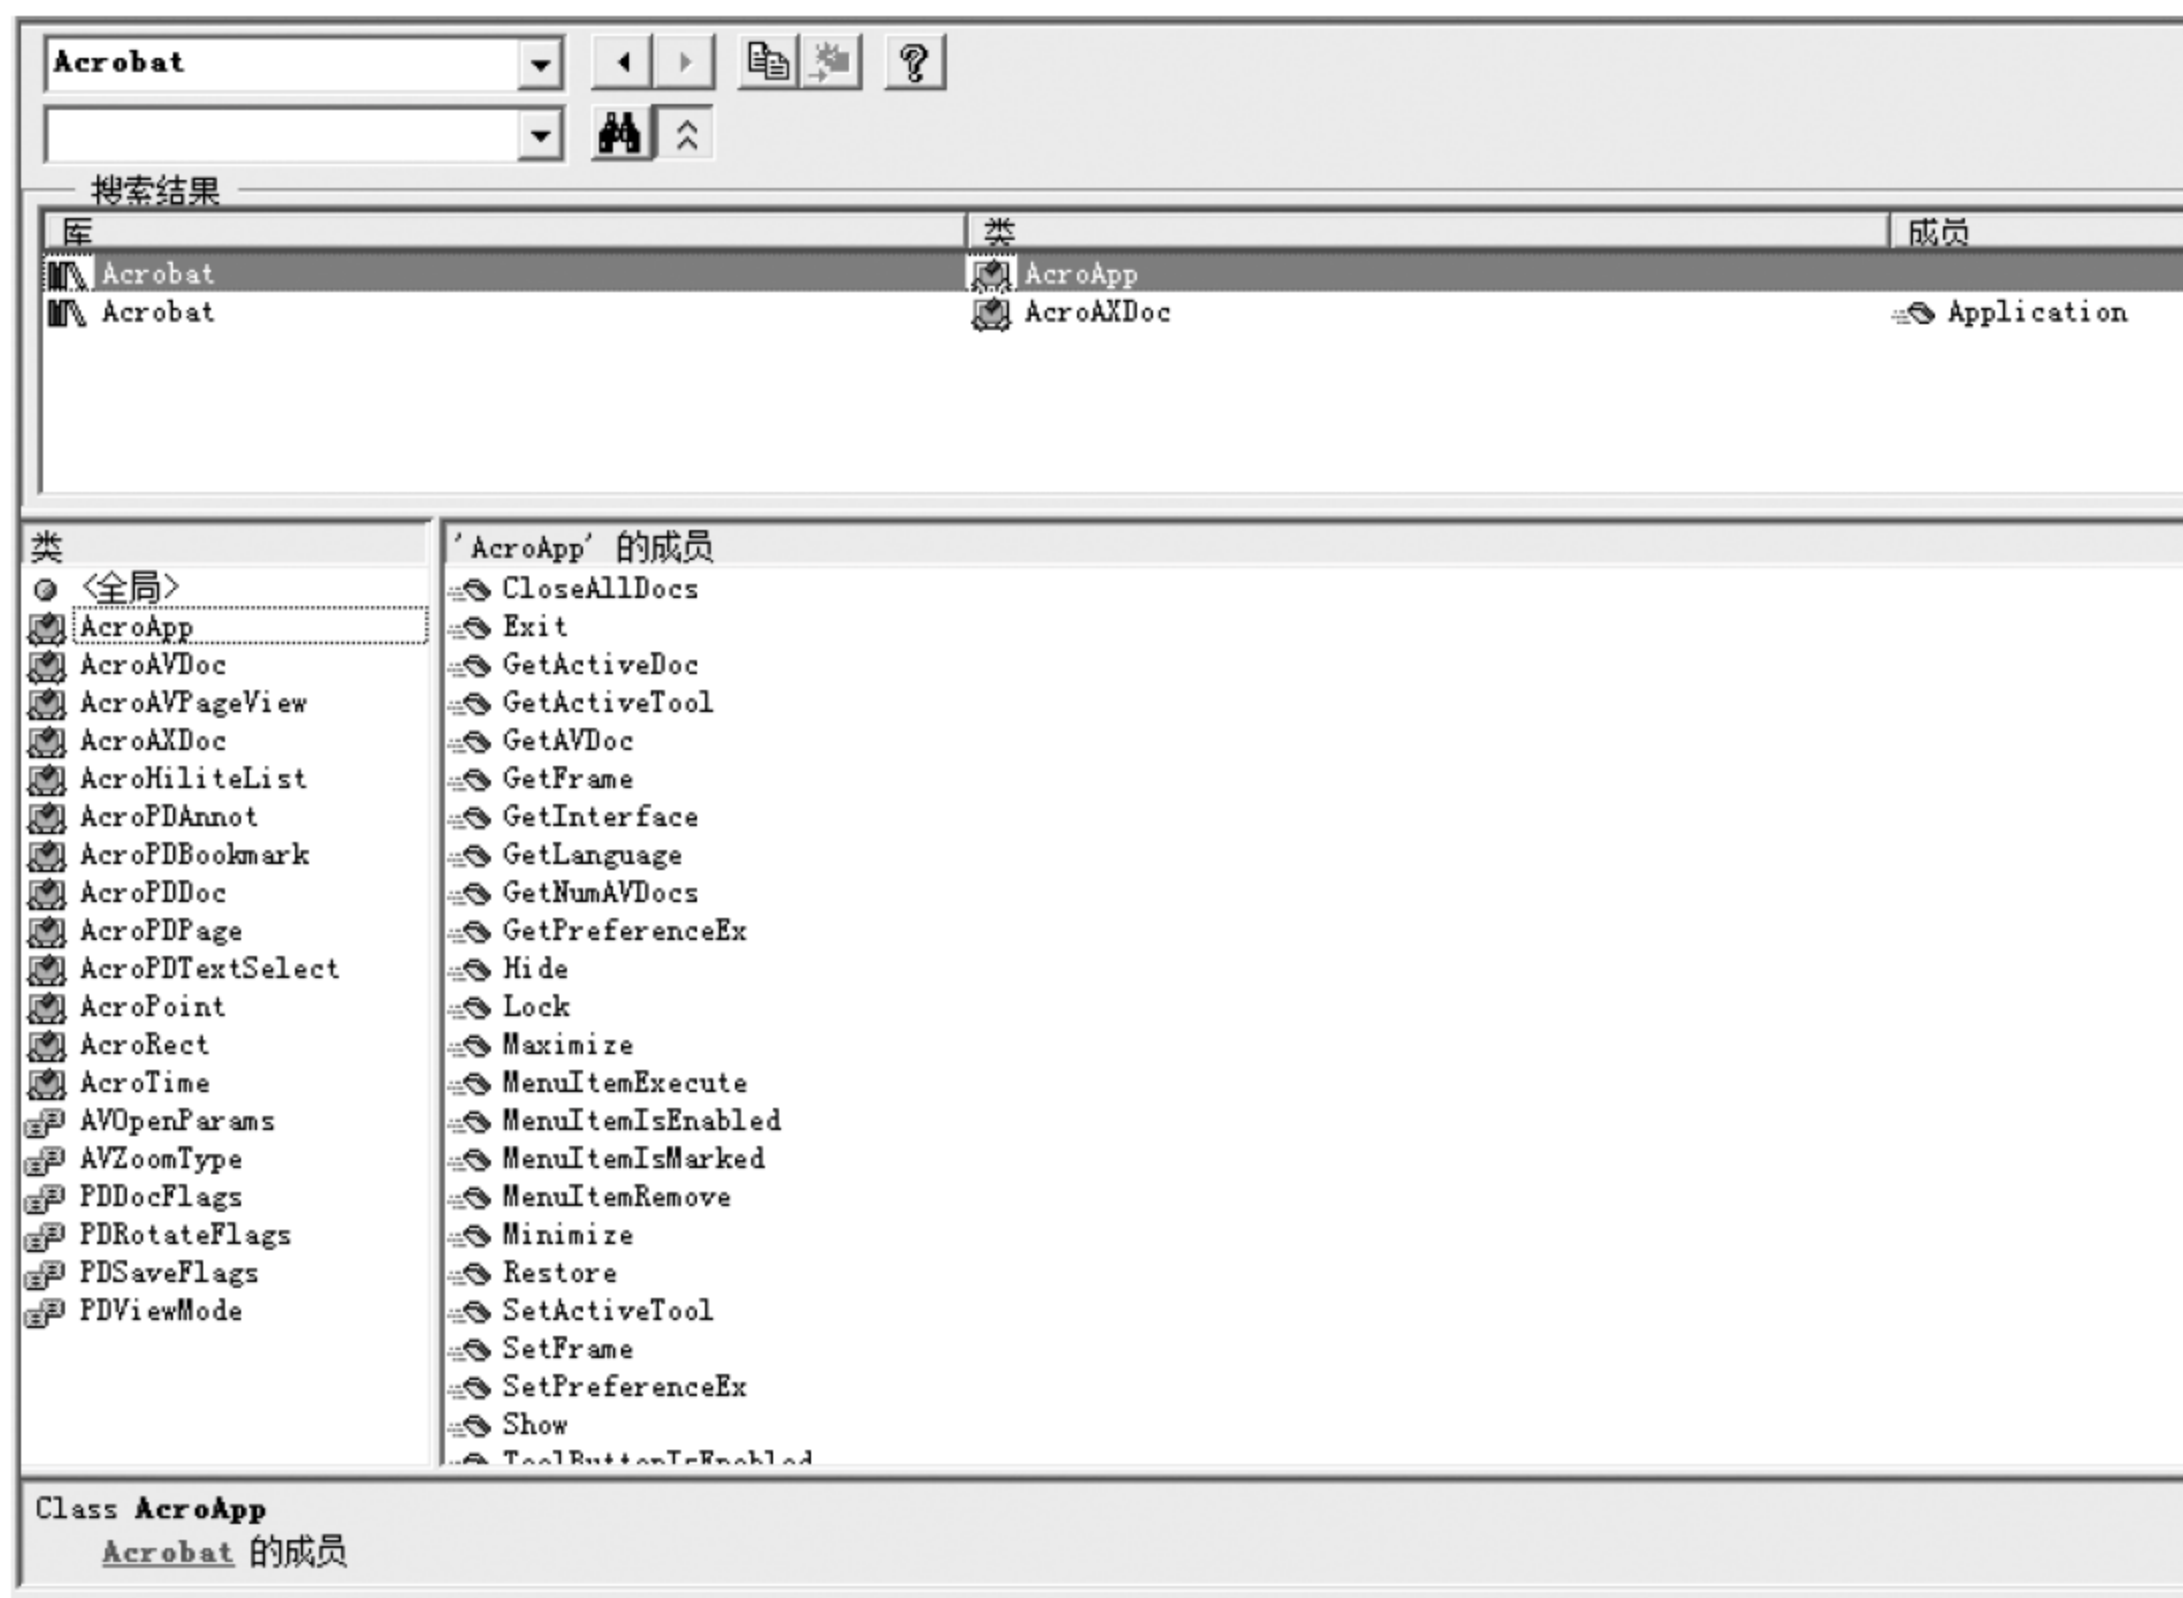 Acrobat
搜索结果
库 类 成员
Acrobat AcroApp
Acrobat AcroAXDoc Application
类
<全局>
AcroApp
AcroAVDoc
AcroAVPageView
AcroAXDoc
AcroHiliteList
AcroPDAnnot
AcroPDBookmark
AcroPDDoc
AcroPDPage
AcroPDTextSelect
AcroPoint
AcroRect
AcroTime
AVOpenParams
AVZoomType
PDDocFlags
PDRotateFlags
PDSaveFlags
PDViewMode
'AcroApp' 的成员
CloseAllDocs
Exit
GetActiveDoc
GetActiveTool
GetAVDoc
GetFrame
GetInterface
GetLanguage
GetNumAVDocs
GetPreferenceEx
Hide
Lock
Maximize
MenuItemExecute
MenuItemIsEnabled
MenuItemIsMarked
MenuItemRemove
Minimize
Restore
SetActiveTool
SetFrame
SetPreferenceEx
Show
ToolButtonIsEnabled
Class AcroApp
Acrobat 的成员